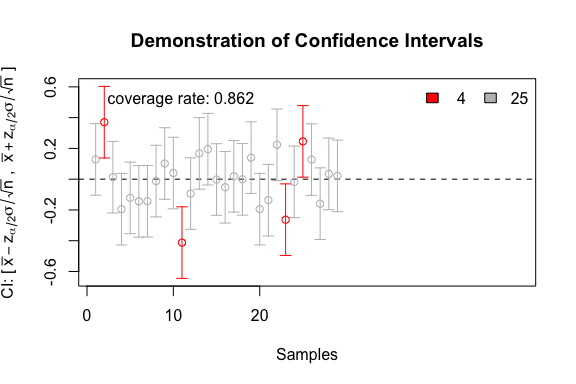 Demonstration of Confidence Intervals
CI: [ x̄ − zα/2σ/√n , x̄ + zα/2σ/√n ]
0.6
0.2
-0.2
-0.6
coverage rate: 0.862
4 25
0 10 20
Samples